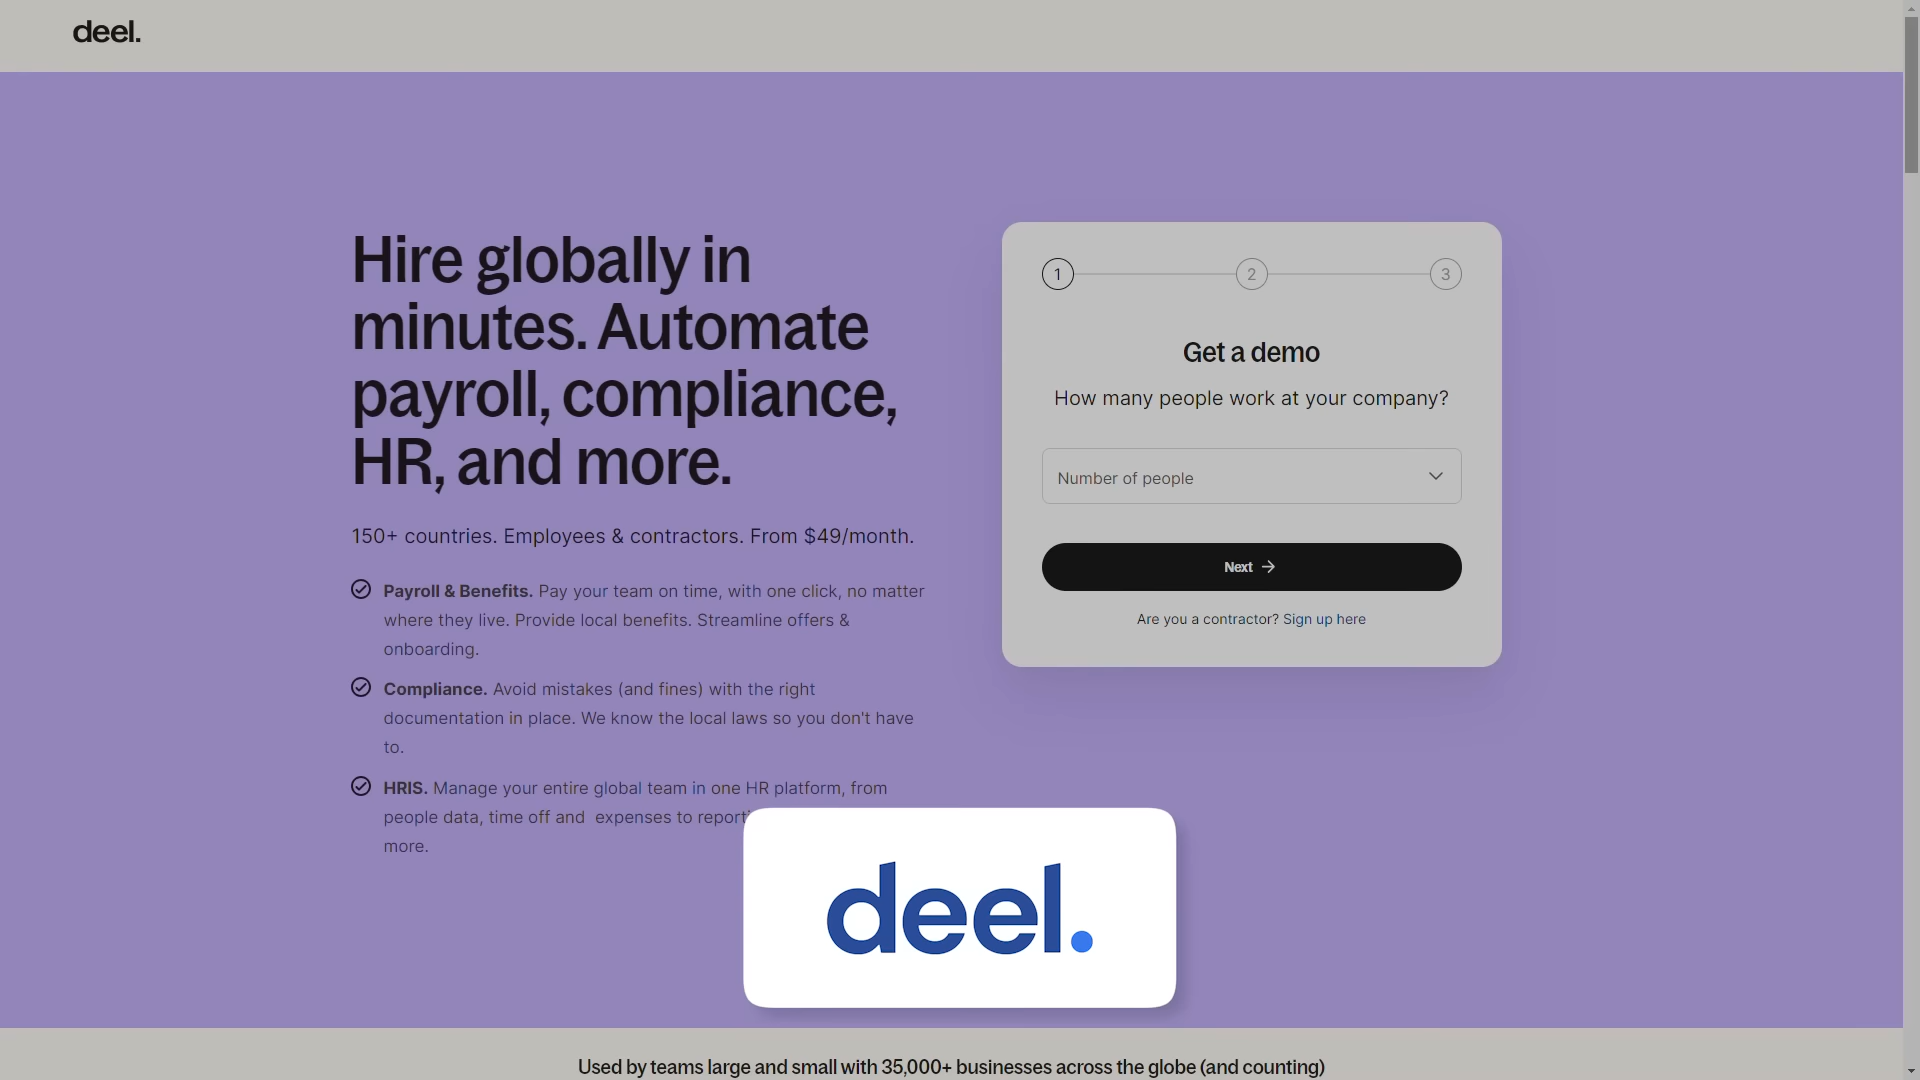 deel.
Hire globally in
minutes. Automate
payroll, compliance,
HR, and more.
150+ countries. Employees & contractors. From $49/month.
Payroll & Benefits. Pay your team on time, with one click, no matter
where they live. Provide local benefits. Streamline offers &
onboarding.
Compliance. Avoid mistakes (and fines) with the right
documentation in place. We know the local laws so you don't have
to.
HRIS. Manage your entire global team in one HR platform, from
people data, time off and expenses to
more.
1
2
3
Get a demo
How many people work at your company?
Number of people
Next
Are you a contractor? Sign up here
deel.
Used by teams large and small with 35,000+ businesses across the globe (and counting)